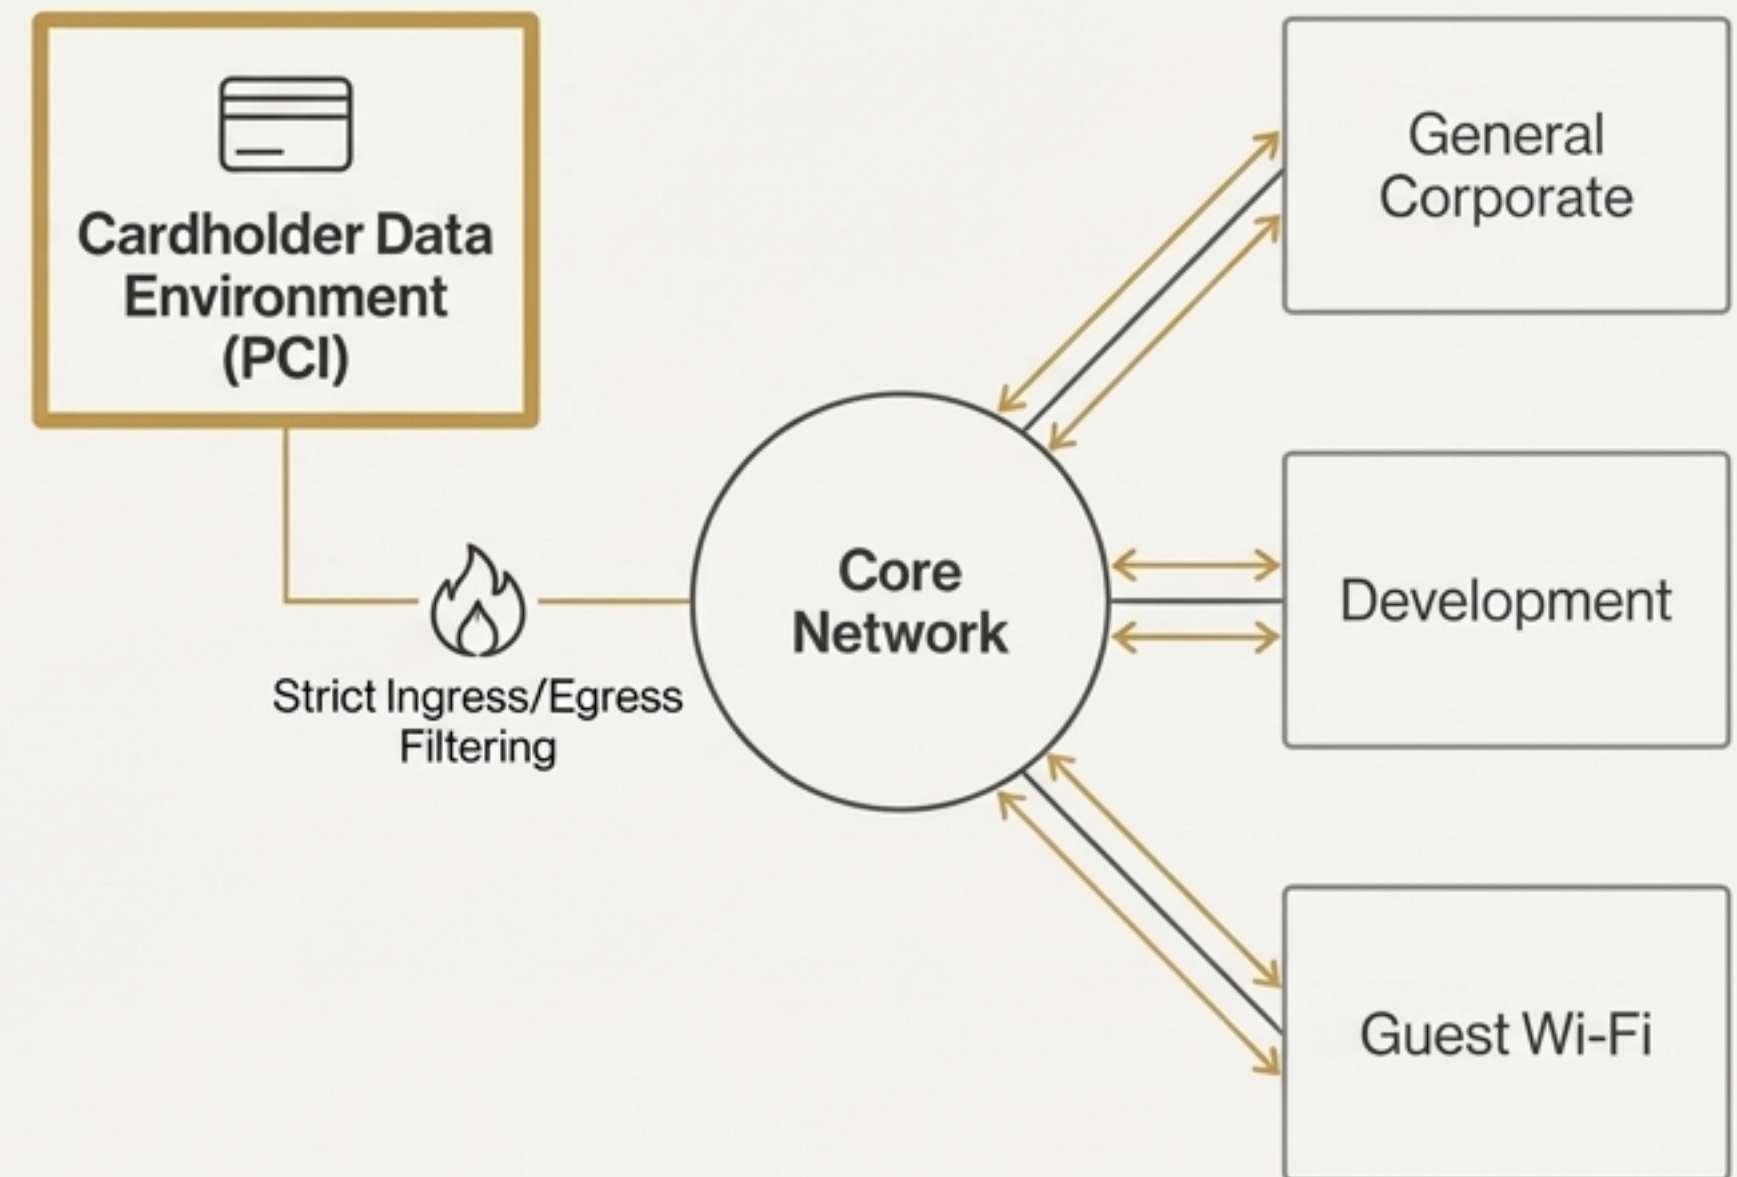 Cardholder Data
Environment
(PCI)
Strict Ingress/Egress
Filtering
Core
Network
General
Corporate
Development
Guest Wi-Fi